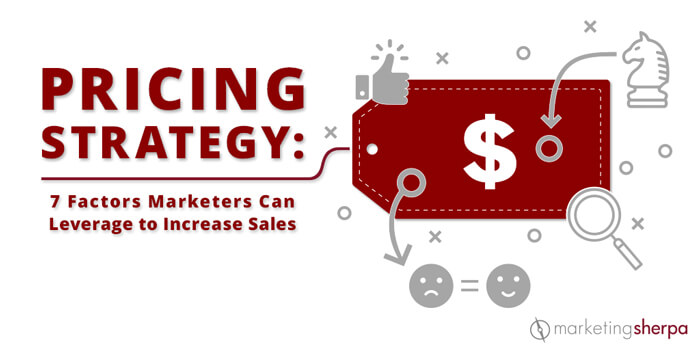 PRICING
STRATEGY:
7 Factors Marketers Can
Leverage to Increase Sales
$
marketingsherpa